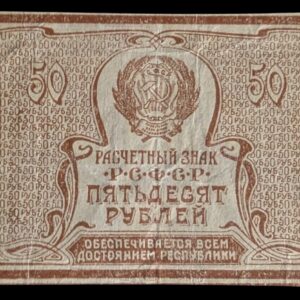 50 50
РАСЧЕТНЫЙ ЗНАК
Р·С·Ф·С·Р
ПЯТЬДЕСЯТ
РУБЛЕЙ
ОБЕСПЕЧИВАЕТСЯ ВСЕМ
ДОСТОЯНИЕМ РЕСПУБЛИКИ